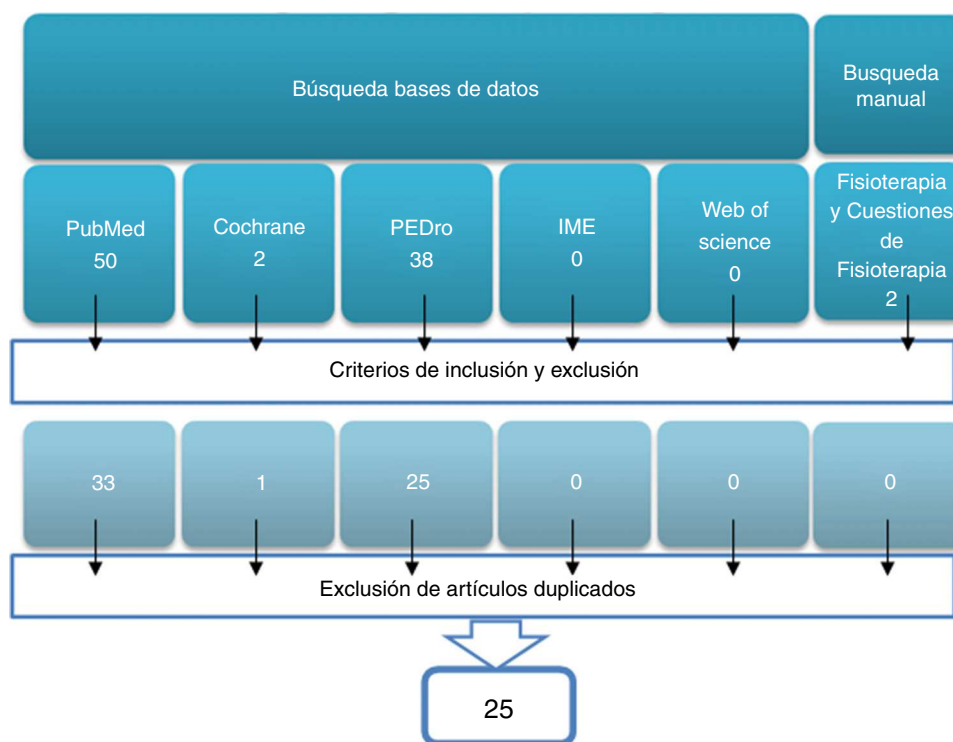 Búsqueda bases de datos
Busqueda
manual
PubMed
50
Cochrane
2
PEDro
38
IME
0
Web of
science
0
Fisioterapia
y Cuestiones
de
Fisioterapia
2
Criterios de inclusión y exclusión
33
1
25
0
0
0
Exclusión de artículos duplicados
25